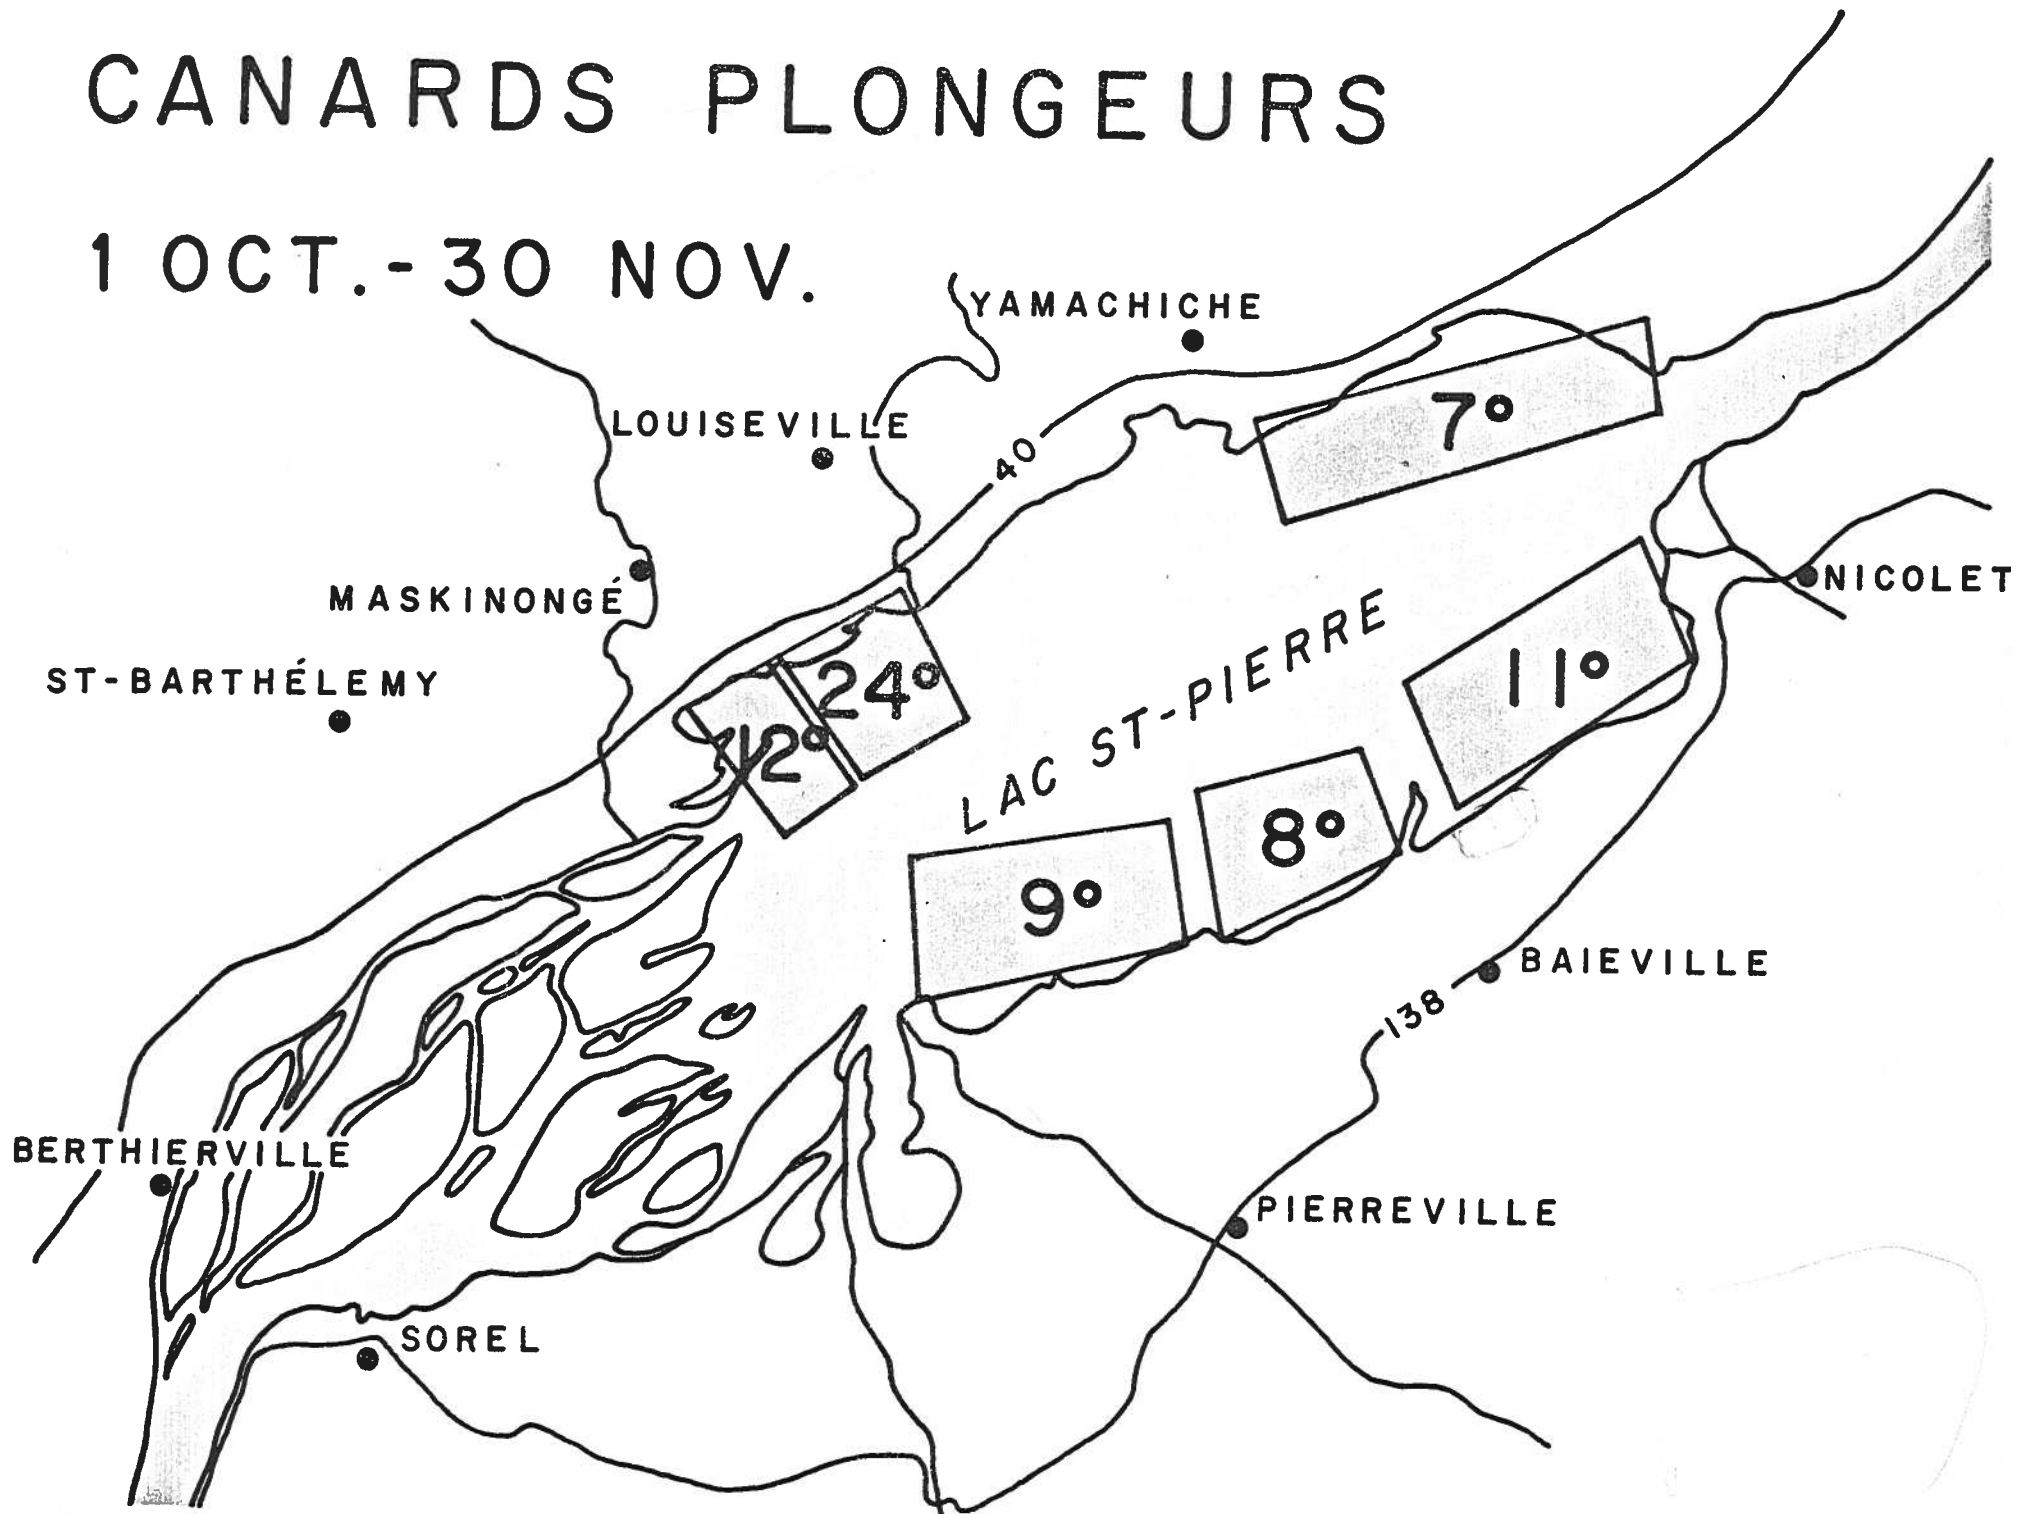 CANARDS PLONGEURS
1 OCT. - 30 NOV.
YAMACHICHE
LOUISEVILLE
7°
40
MASKINONGÉ
NICOLET
ST-BARTHÉLEMY
24°
11°
12°
LAC ST-PIERRE
8°
9°
BAIEVILLE
138
BERTHIERVILLE
PIERREVILLE
SOREL